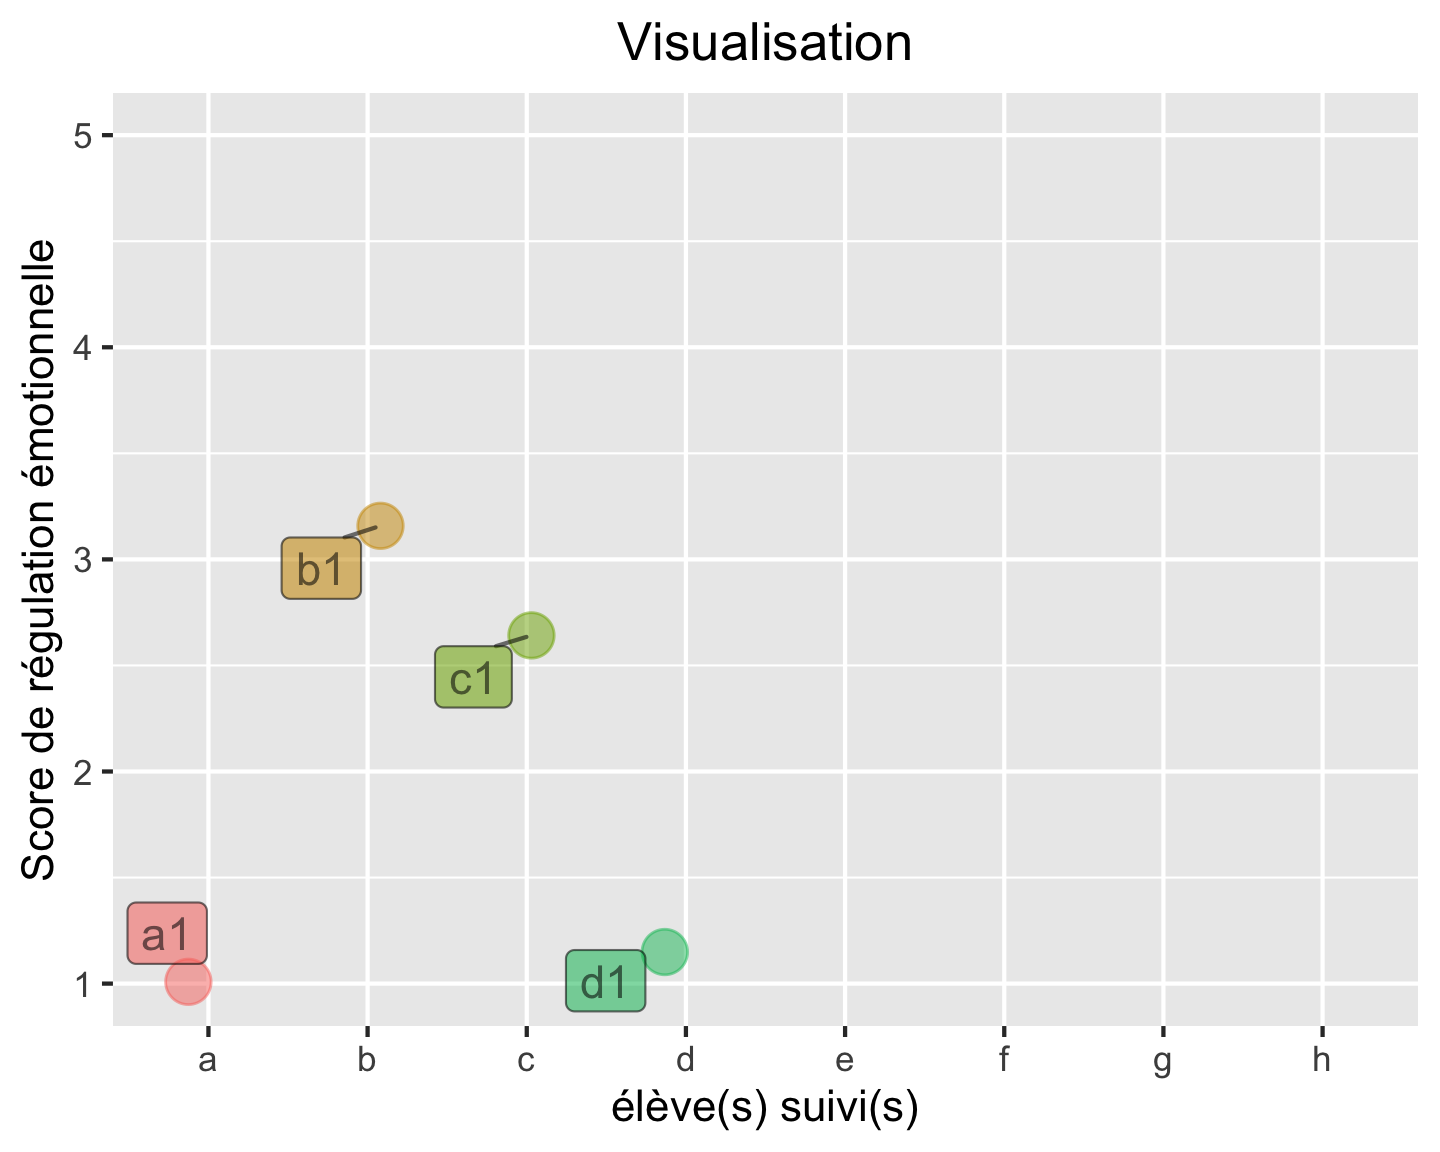 Visualisation
Score de régulation émotionnelle
5
4
3
2
1
b1
c1
a1
d1
a b c d e f g h
élève(s) suivi(s)